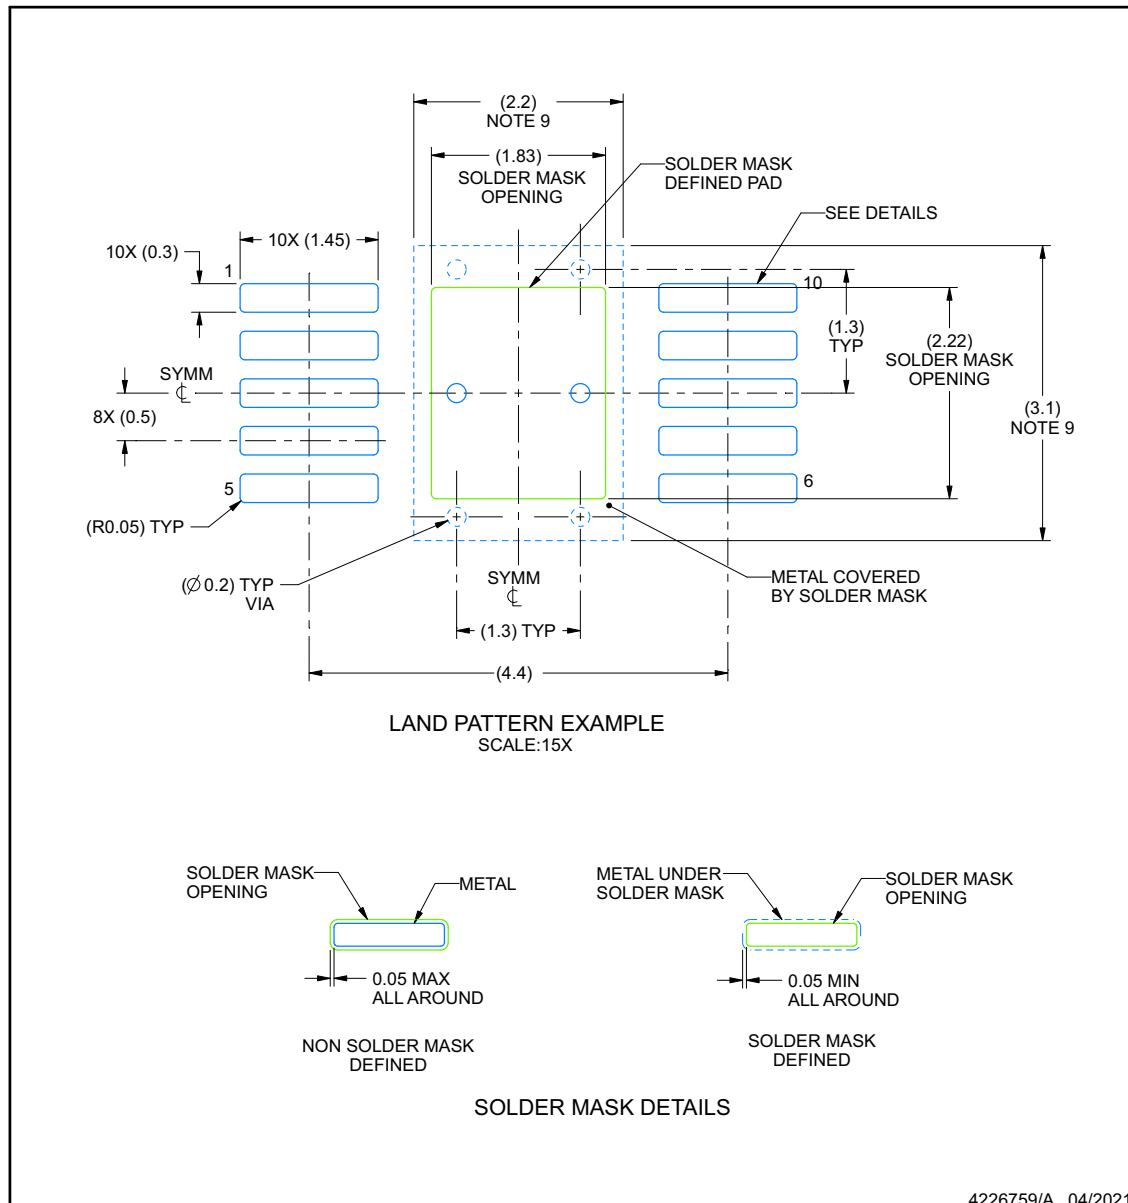 (2.2)
NOTE 9
(1.83)
SOLDER MASK
OPENING
SOLDER MASK
DEFINED PAD
SEE DETAILS
10X (1.45)
10X (0.3)
1
10
(1.3)
TYP
(2.22)
SOLDER MASK
OPENING
SYMM
℄
8X (0.5)
(3.1)
NOTE 9
5
6
(R0.05) TYP
(Ø 0.2) TYP
VIA
SYMM
℄
METAL COVERED
BY SOLDER MASK
(1.3) TYP
(4.4)
LAND PATTERN EXAMPLE
SCALE:15X
SOLDER MASK
OPENING
METAL
METAL UNDER
SOLDER MASK
SOLDER MASK
OPENING
0.05 MAX
ALL AROUND
0.05 MIN
ALL AROUND
NON SOLDER MASK
DEFINED
SOLDER MASK
DEFINED
SOLDER MASK DETAILS
4226759/A 04/2021